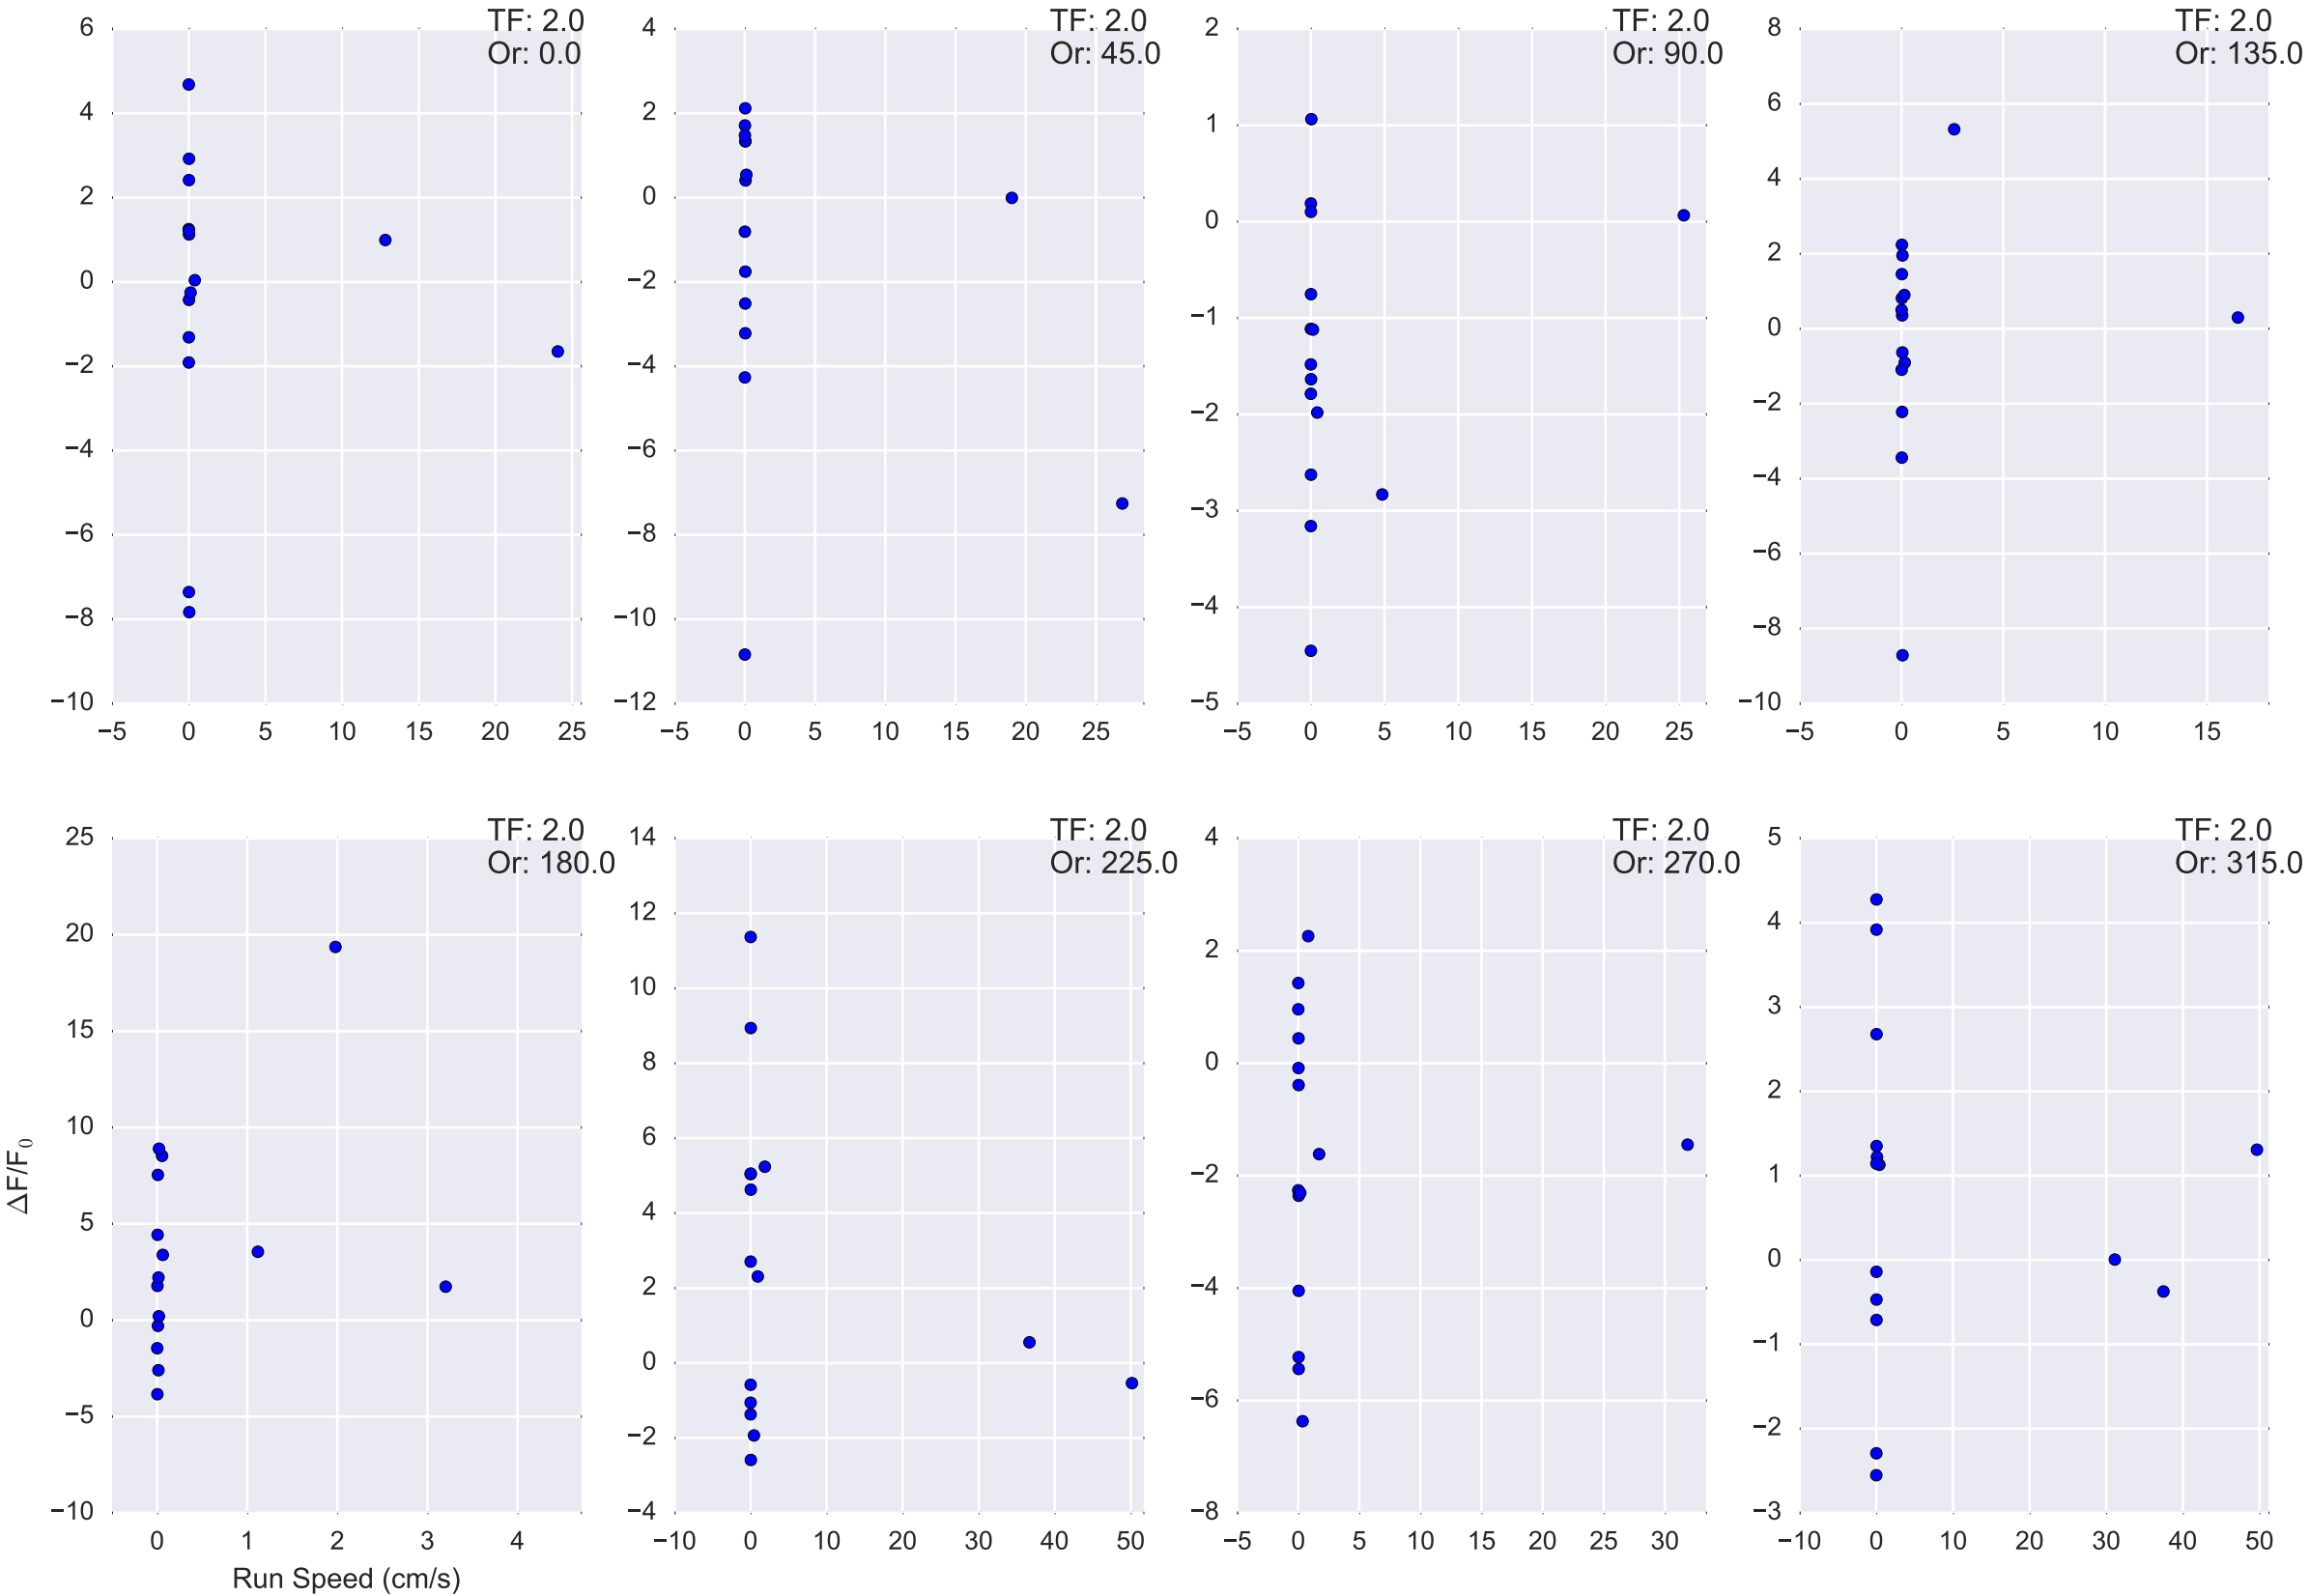 TF: 2.0
Or: 0.0
6
4
2
0
−2
−4
−6
−8
−10
−5 0 5 10 15 20 25
TF: 2.0
Or: 45.0
4
2
0
−2
−4
−6
−8
−10
−12
−5 0 5 10 15 20 25
TF: 2.0
Or: 90.0
2
1
0
−1
−2
−3
−4
−5
−5 0 5 10 15 20 25
TF: 2.0
Or: 135.0
8
6
4
2
0
−2
−4
−6
−8
−10
−5 0 5 10 15
TF: 2.0
Or: 180.0
25
20
15
10
5
0
−5
−10
ΔF/F₀
0 1 2 3 4
Run Speed (cm/s)
TF: 2.0
Or: 225.0
14
12
10
8
6
4
2
0
−2
−4
−10 0 10 20 30 40 50
TF: 2.0
Or: 270.0
4
2
0
−2
−4
−6
−8
−5 0 5 10 15 20 25 30
TF: 2.0
Or: 315.0
5
4
3
2
1
0
−1
−2
−3
−10 0 10 20 30 40 50